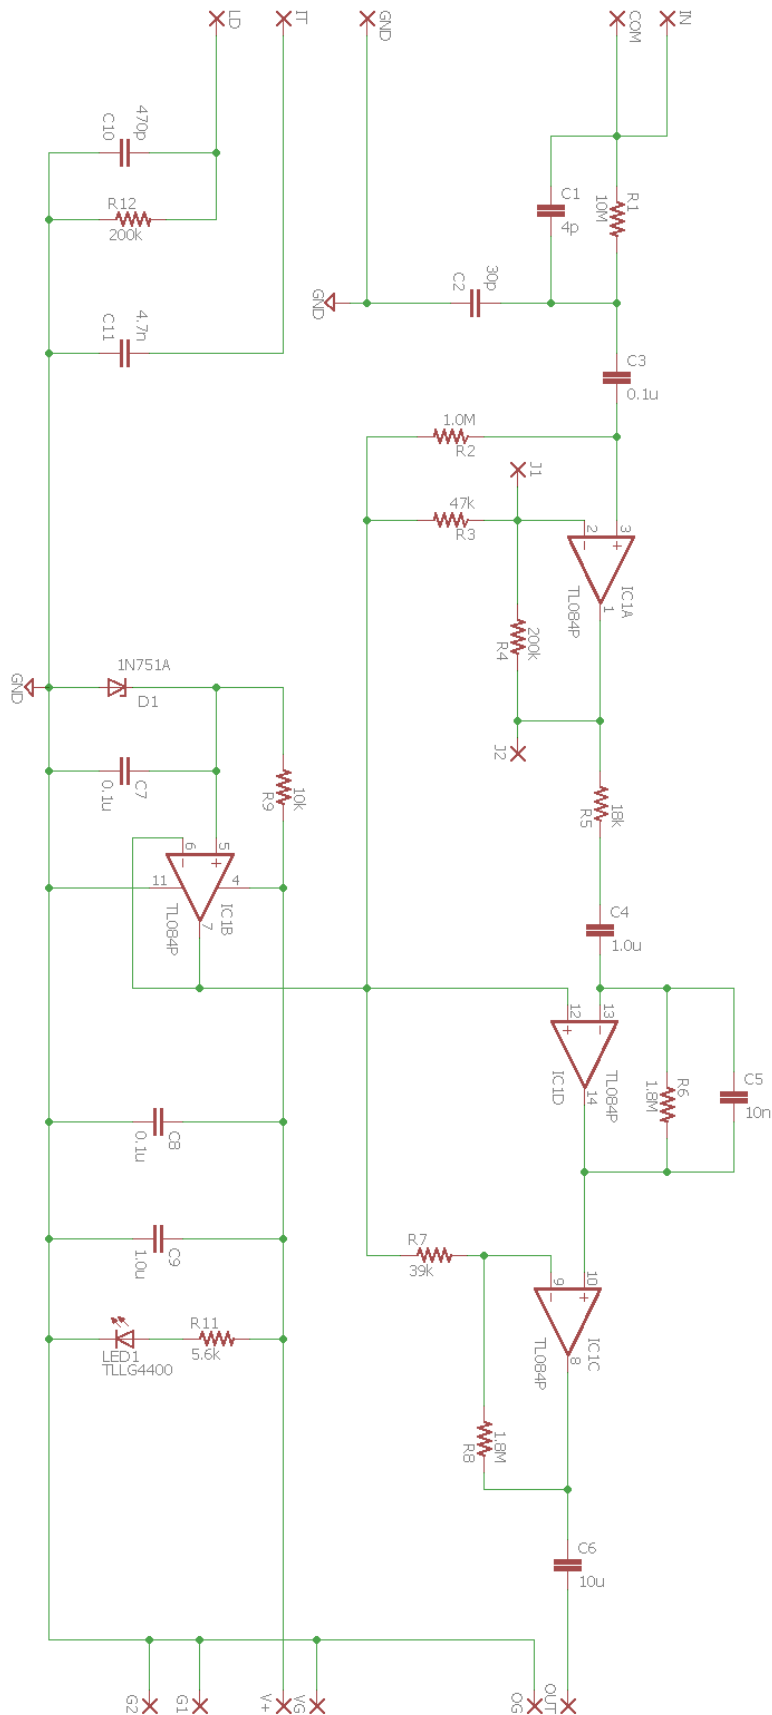 LD
IT
GND
COM
IN
470p
C10
R12
200k
C1
4p
R1
10M
C2
30p
GND
4.7n
C11
C3
0.1u
1.0M
R2
J1
47k
R3
2
3
IC1A
TL084P
1
200k
R4
J2
1N751A
D1
GND
C7
0.1u
10k
R9
18k
R5
6
5
11
4
IC1B
TL084P
7
C4
1.0u
12
13
TL084P
IC1D
14
R6
1.8M
C5
10n
C8
0.1u
C9
1.0u
R7
39k
9
10
IC1C
TL084P
8
R11
5.6k
LED1
TLLG4400
1.8M
R8
C6
10u
G2
G1
V+
VG
OG
OUT